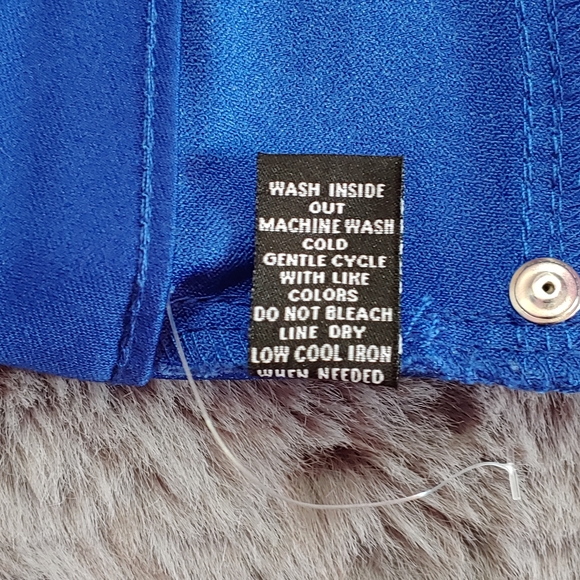 WASH INSIDE
OUT
MACHINE WASH
COLD
GENTLE CYCLE
WITH LIKE
COLORS
DO NOT BLEACH
LINE DRY
LOW COOL IRON
WHEN NEEDED